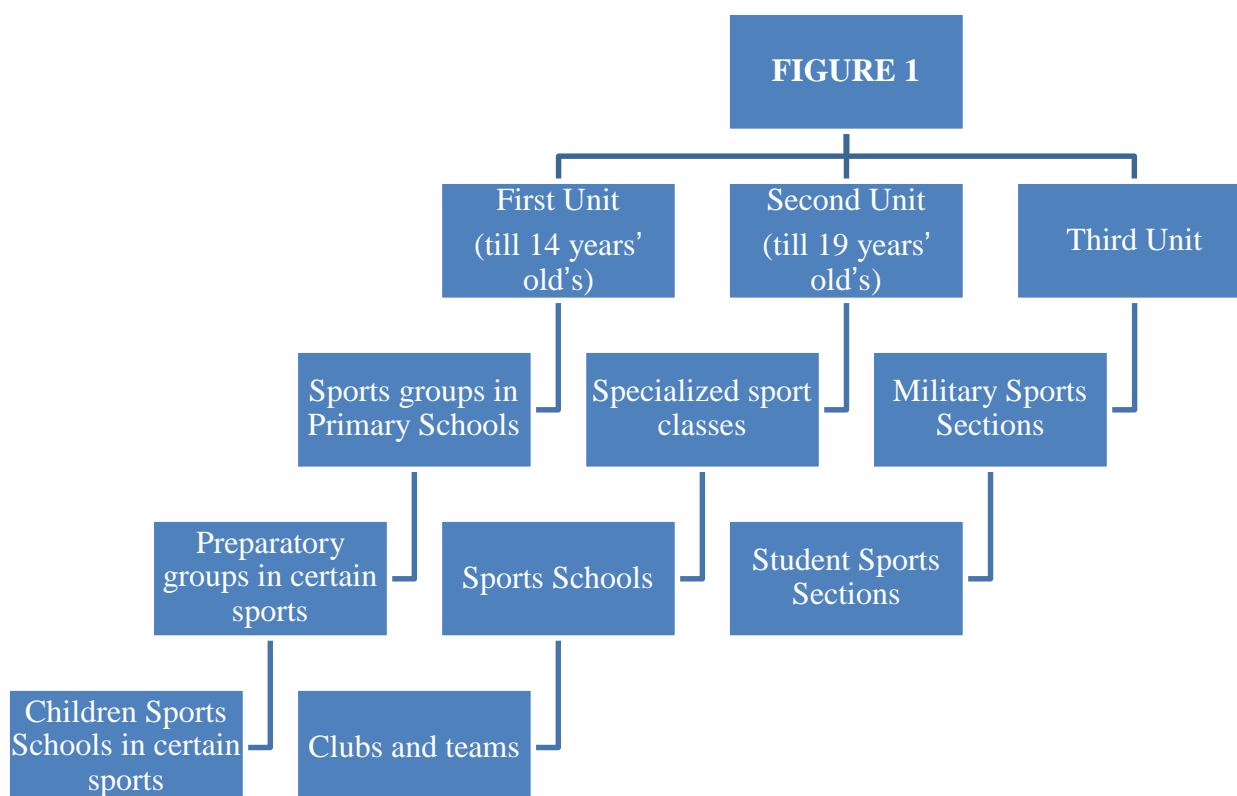 FIGURE 1
First Unit
(till 14 years’
old’s)
Second Unit
(till 19 years’
old’s)
Third Unit
Sports groups in
Primary Schools
Specialized sport
classes
Military Sports
Sections
Preparatory
groups in certain
sports
Sports Schools
Student Sports
Sections
Children Sports
Schools in certain
sports
Clubs and teams